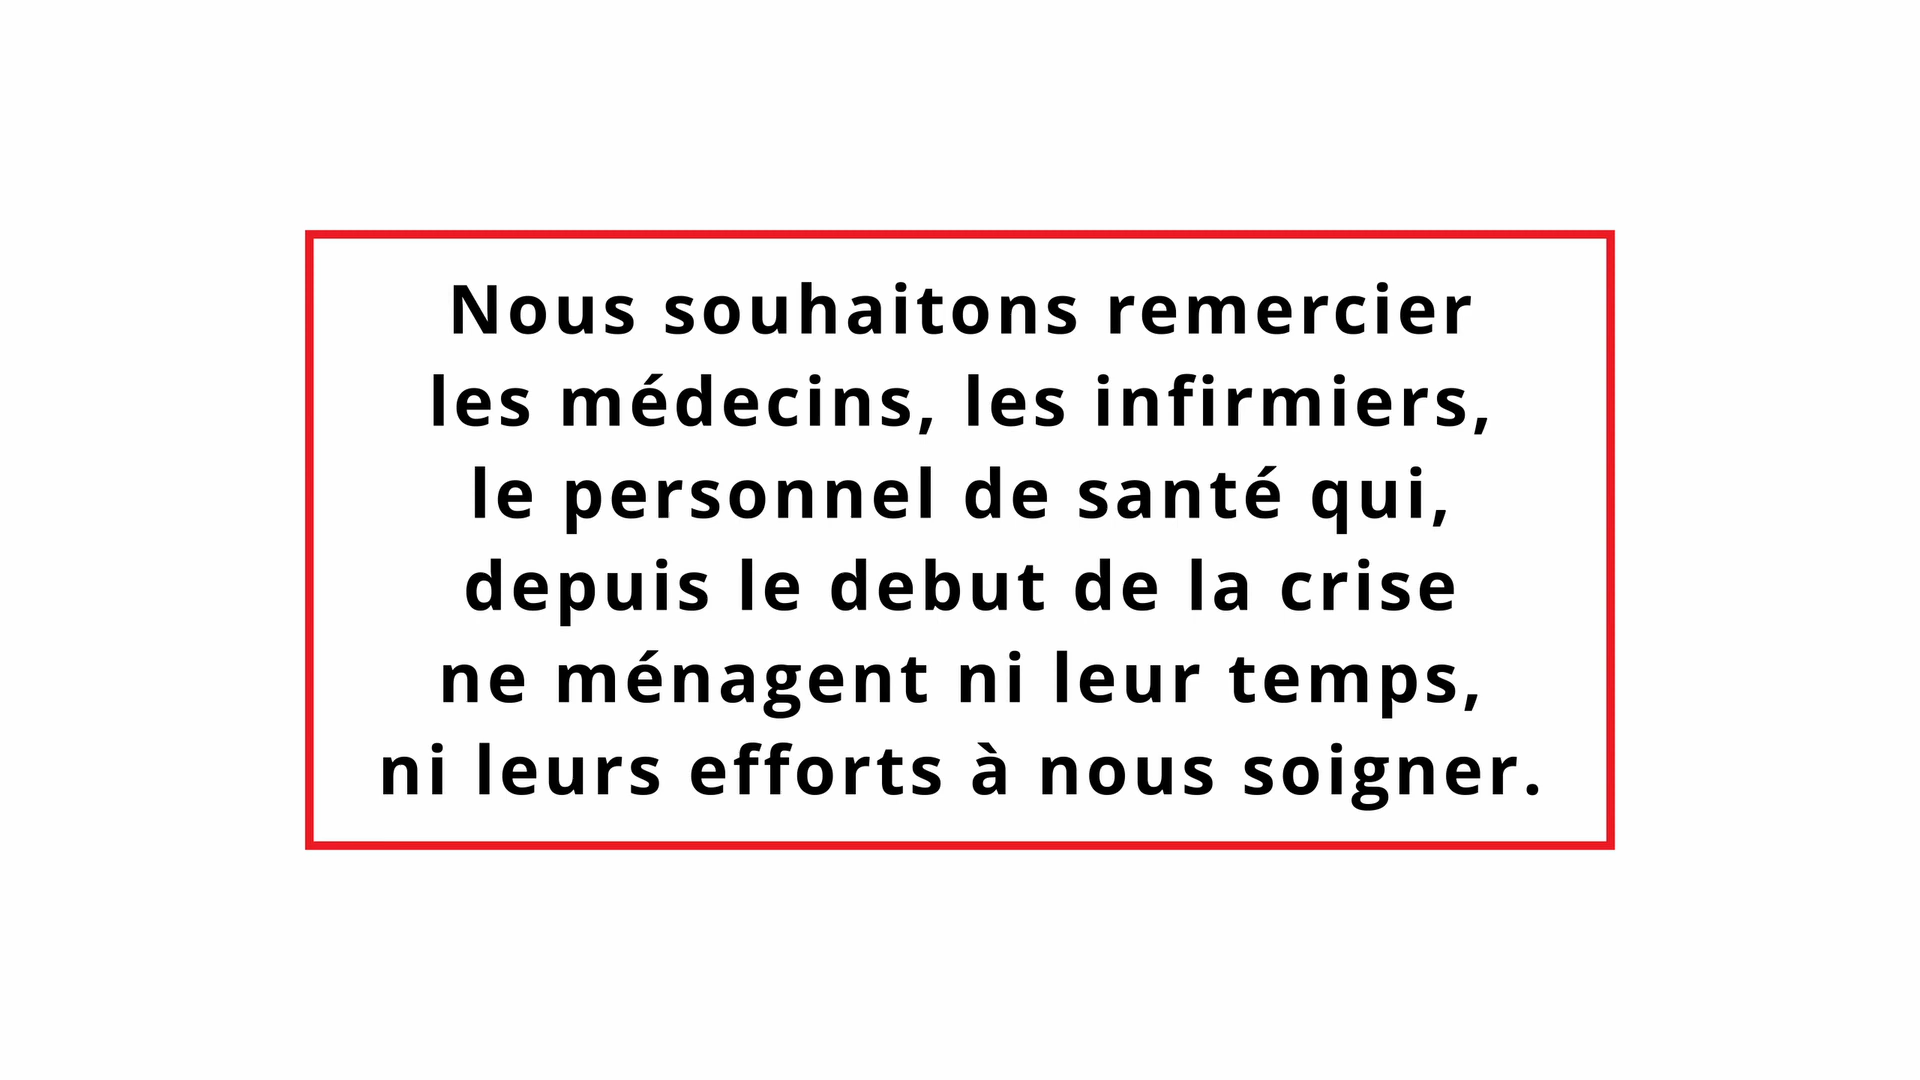 Nous souhaitons remercier
les médecins, les infirmiers,
le personnel de santé qui,
depuis le debut de la crise
ne ménagent ni leur temps,
ni leurs efforts à nous soigner.